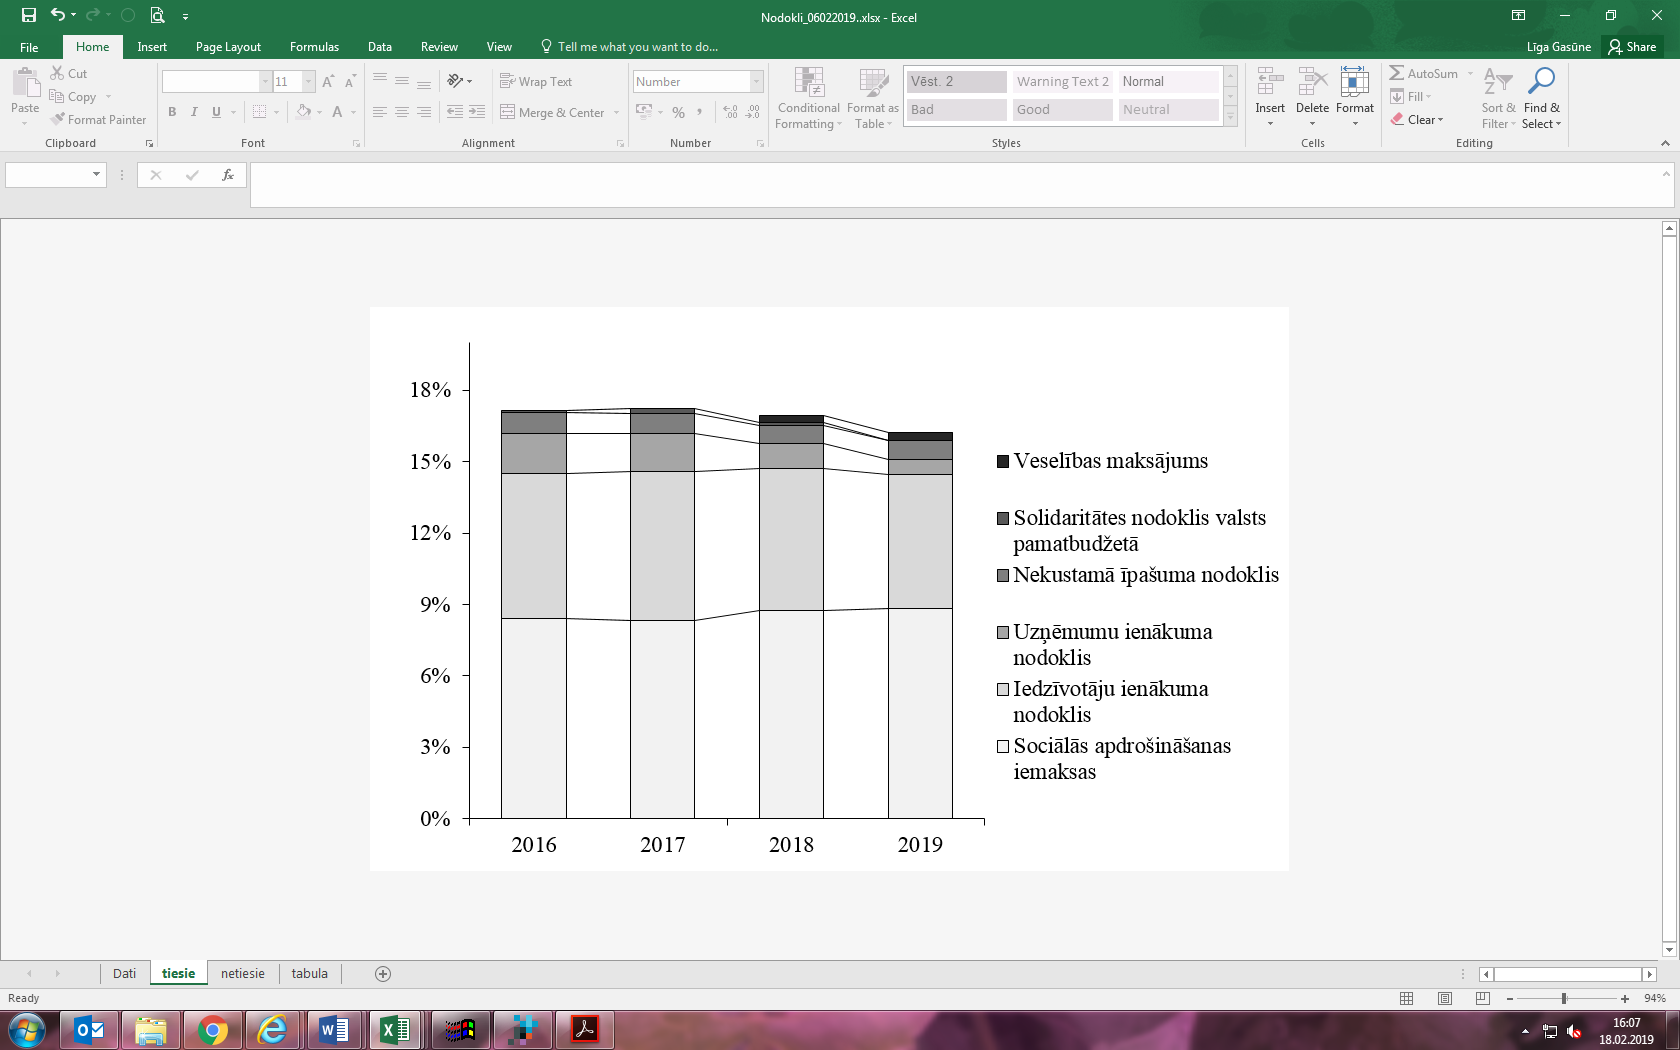 Nodokli_06022019..xlsx - Excel
File Home Insert Page Layout Formulas Data Review View Tell me what you want to do... Līga Gasūne Share
Paste
Cut
Copy
Format Painter
Clipboard
11
B I U
Font
Wrap Text
Merge & Center
Alignment
Number
%
Number
Conditional Formatting
Format as Table
Vēst. 2 Warning Text 2 Normal
Bad Good Neutral
Styles
Insert Delete Format
Cells
AutoSum
Fill
Clear
Sort & Filter
Find & Select
Editing
fx
18%
15%
12%
9%
6%
3%
0%
2016 2017 2018 2019
Veselības maksājums
Solidaritātes nodoklis valsts
pamatbudžetā
Nekustamā īpašuma nodoklis
Uzņēmumu ienākuma
nodoklis
Iedzīvotāju ienākuma
nodoklis
Sociālās apdrošināšanas
iemaksas
Dati tiesie netiesie tabula
Ready
94%
16:07
18.02.2019